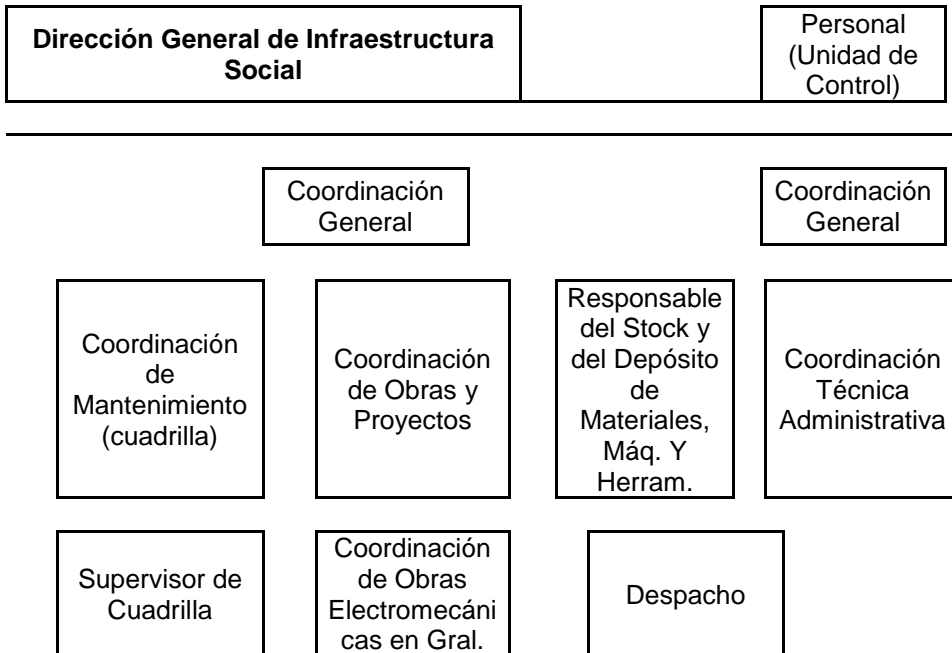 Dirección General de Infraestructura
Social
Personal
(Unidad de
Control)
Coordinación
General
Coordinación
General
Coordinación
de
Mantenimiento
(cuadrilla)
Coordinación
de Obras y
Proyectos
Responsable
del Stock y
del Depósito
de
Materiales,
Máq. Y
Herram.
Coordinación
Técnica
Administrativa
Supervisor de
Cuadrilla
Coordinación
de Obras
Electromecáni
cas en Gral.
Despacho